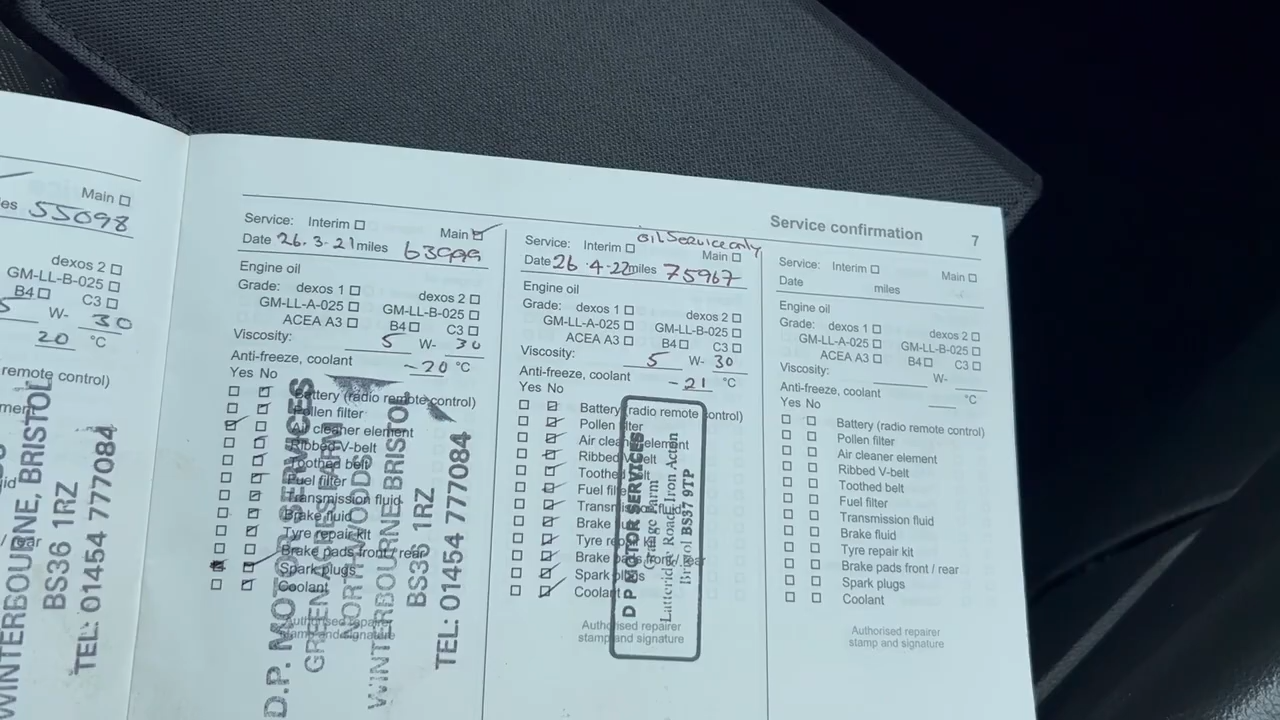 Service confirmation 7
Main
es 55098
dexos 2
GM-LL-B-025
B4 C3
5 W- 30
20 °C
remote control)
WINTERBOURNE, BRISTOL
BS36 1RZ
TEL: 01454 777084
Service: Interim Main
Date 26.3.21 miles 63099
Engine oil
Grade: dexos 1 dexos 2
GM-LL-A-025 GM-LL-B-025
ACEA A3 B4 C3
Viscosity: 5 W- 30
Anti-freeze, coolant -20 °C
Yes No
Battery (radio remote control)
Pollen filter
Air cleaner element
Ribbed V-belt
Toothed belt
Fuel filter
Transmission fluid
Brake fluid
Tyre repair kit
Brake pads front / rear
Spark plugs
Coolant
Authorised repairer
stamp and signature
D.P. MOTOR SERVICES
WINTERBOURNE, BRISTOL
BS36 1RZ
TEL: 01454 777084
oil Service only
Service: Interim Main
Date 26.4.22 miles 75967
Engine oil
Grade: dexos 1 dexos 2
GM-LL-A-025 GM-LL-B-025
ACEA A3 B4 C3
Viscosity: 5 W- 30
Anti-freeze, coolant -21 °C
Yes No
Battery (radio remote control)
Pollen filter
Air cleaner element
Ribbed V-belt
Toothed belt
Fuel filter
Transmission fluid
Brake fluid
Tyre repair kit
Brake pads front / rear
Spark plugs
Coolant
Authorised repairer
stamp and signature
D P MOTOR SERVICES
Grange Farm
Latteridge Road, Iron Acton
Bristol BS37 9TP
Service: Interim Main
Date miles
Engine oil
Grade: dexos 1 dexos 2
GM-LL-A-025 GM-LL-B-025
ACEA A3 B4 C3
Viscosity: W-
Anti-freeze, coolant °C
Yes No
Battery (radio remote control)
Pollen filter
Air cleaner element
Ribbed V-belt
Toothed belt
Fuel filter
Transmission fluid
Brake fluid
Tyre repair kit
Brake pads front / rear
Spark plugs
Coolant
Authorised repairer
stamp and signature